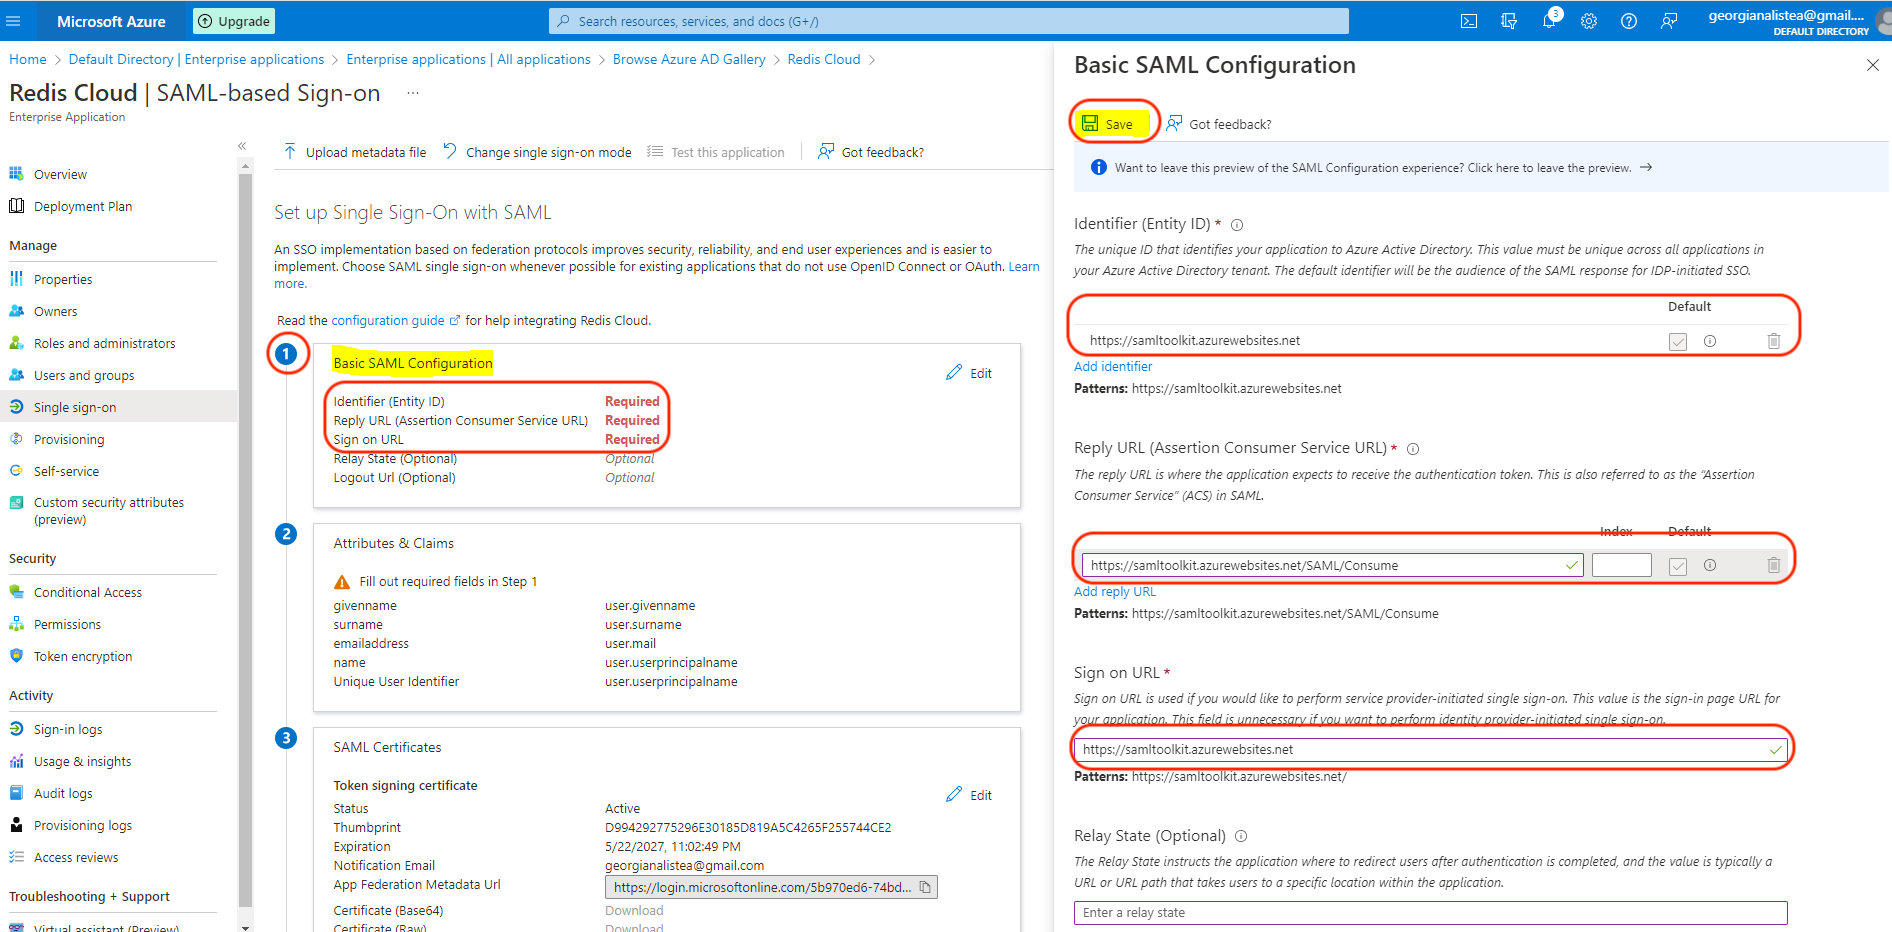 Microsoft Azure
Upgrade
Search resources, services, and docs (G+/)
3
georgianalistea@gmail....
DEFAULT DIRECTORY
Home > Default Directory | Enterprise applications > Enterprise applications | All applications > Browse Azure AD Gallery > Redis Cloud >
Redis Cloud | SAML-based Sign-on ...
Enterprise Application
«
Overview
Deployment Plan
Manage
Properties
Owners
Roles and administrators
Users and groups
Single sign-on
Provisioning
Self-service
Custom security attributes
(preview)
Security
Conditional Access
Permissions
Token encryption
Activity
Sign-in logs
Usage & insights
Audit logs
Provisioning logs
Access reviews
Troubleshooting + Support
Virtual assistant (Preview)
Upload metadata file
Change single sign-on mode
Test this application
Got feedback?
Set up Single Sign-On with SAML
An SSO implementation based on federation protocols improves security, reliability, and end user experiences and is easier to
implement. Choose SAML single sign-on whenever possible for existing applications that do not use OpenID Connect or OAuth. Learn
more.
Read the configuration guide for help integrating Redis Cloud.
1
Basic SAML Configuration
Edit
Identifier (Entity ID) Required
Reply URL (Assertion Consumer Service URL) Required
Sign on URL Required
Relay State (Optional) Optional
Logout Url (Optional) Optional
2
Attributes & Claims
Fill out required fields in Step 1
givenname user.givenname
surname user.surname
emailaddress user.mail
name user.userprincipalname
Unique User Identifier user.userprincipalname
3
SAML Certificates
Token signing certificate
Edit
Status Active
Thumbprint D994292775296E30185D819A5C4265F255744CE2
Expiration 5/22/2027, 11:02:49 PM
Notification Email georgianalistea@gmail.com
App Federation Metadata Url https://login.microsoftonline.com/5b970ed6-74bd...
Certificate (Base64) Download
Certificate (Raw) Download
Basic SAML Configuration
Save
Got feedback?
Want to leave this preview of the SAML Configuration experience? Click here to leave the preview. →
Identifier (Entity ID) *
The unique ID that identifies your application to Azure Active Directory. This value must be unique across all applications in
your Azure Active Directory tenant. The default identifier will be the audience of the SAML response for IDP-initiated SSO.
Default
https://samltoolkit.azurewebsites.net
Add identifier
Patterns: https://samltoolkit.azurewebsites.net
Reply URL (Assertion Consumer Service URL) *
The reply URL is where the application expects to receive the authentication token. This is also referred to as the "Assertion
Consumer Service" (ACS) in SAML.
Index Default
https://samltoolkit.azurewebsites.net/SAML/Consume
Add reply URL
Patterns: https://samltoolkit.azurewebsites.net/SAML/Consume
Sign on URL *
Sign on URL is used if you would like to perform service provider-initiated single sign-on. This value is the sign-in page URL for
your application. This field is unnecessary if you want to perform identity provider-initiated single sign-on.
https://samltoolkit.azurewebsites.net
Patterns: https://samltoolkit.azurewebsites.net/
Relay State (Optional)
The Relay State instructs the application where to redirect users after authentication is completed, and the value is typically a
URL or URL path that takes users to a specific location within the application.
Enter a relay state